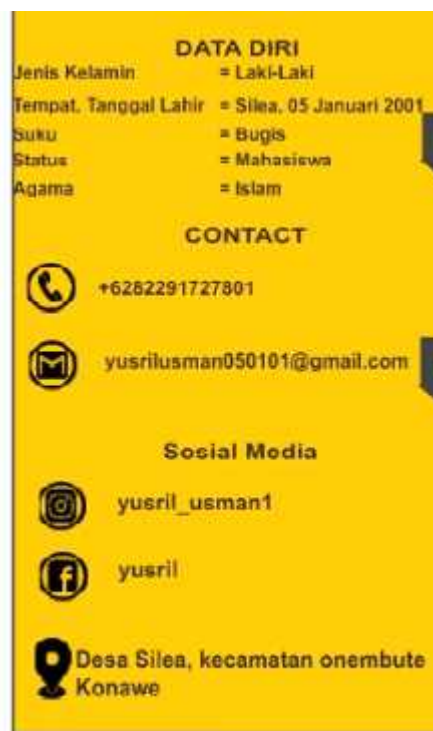 DATA DIRI
Jenis Kelamin = Laki-Laki
Tempat, Tanggal Lahir = Silea, 05 Januari 2001
Suku = Bugis
Status = Mahasiswa
Agama = Islam
CONTACT
+6282291727801
yusrilusman050101@gmail.com
Sosial Media
yusril_usman1
yusril
Desa Silea, kecamatan onembute
Konawe